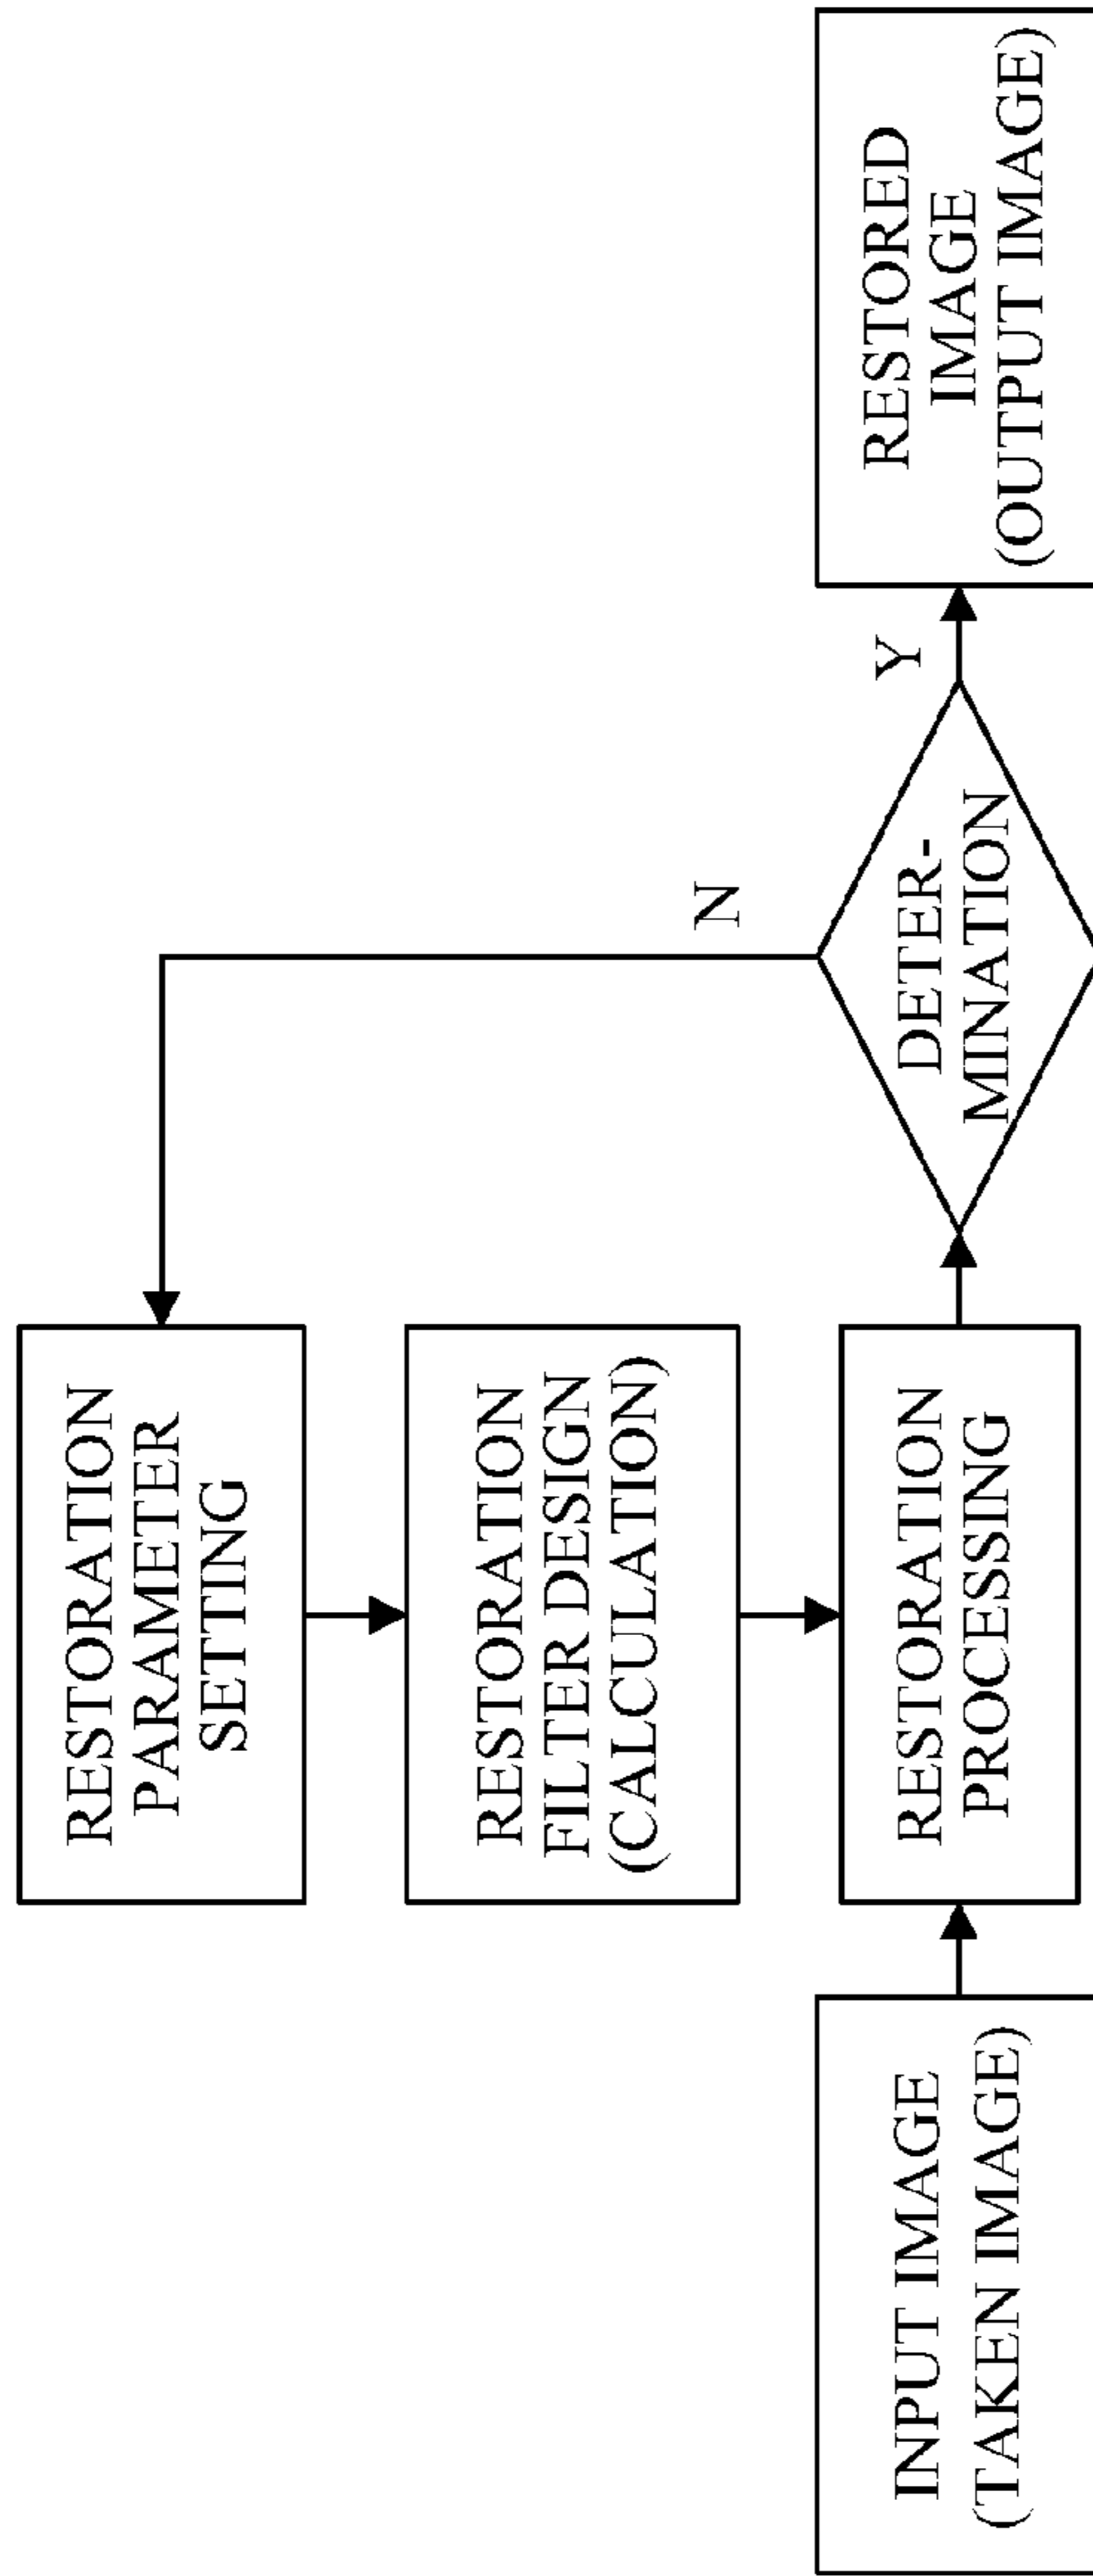 RESTORATION
PARAMETER
SETTING
RESTORATION
FILTER DESIGN
(CALCULATION)
N
INPUT IMAGE
(TAKEN IMAGE)
RESTORATION
PROCESSING
DETER-
MINATION
Y
RESTORED
IMAGE
(OUTPUT IMAGE)